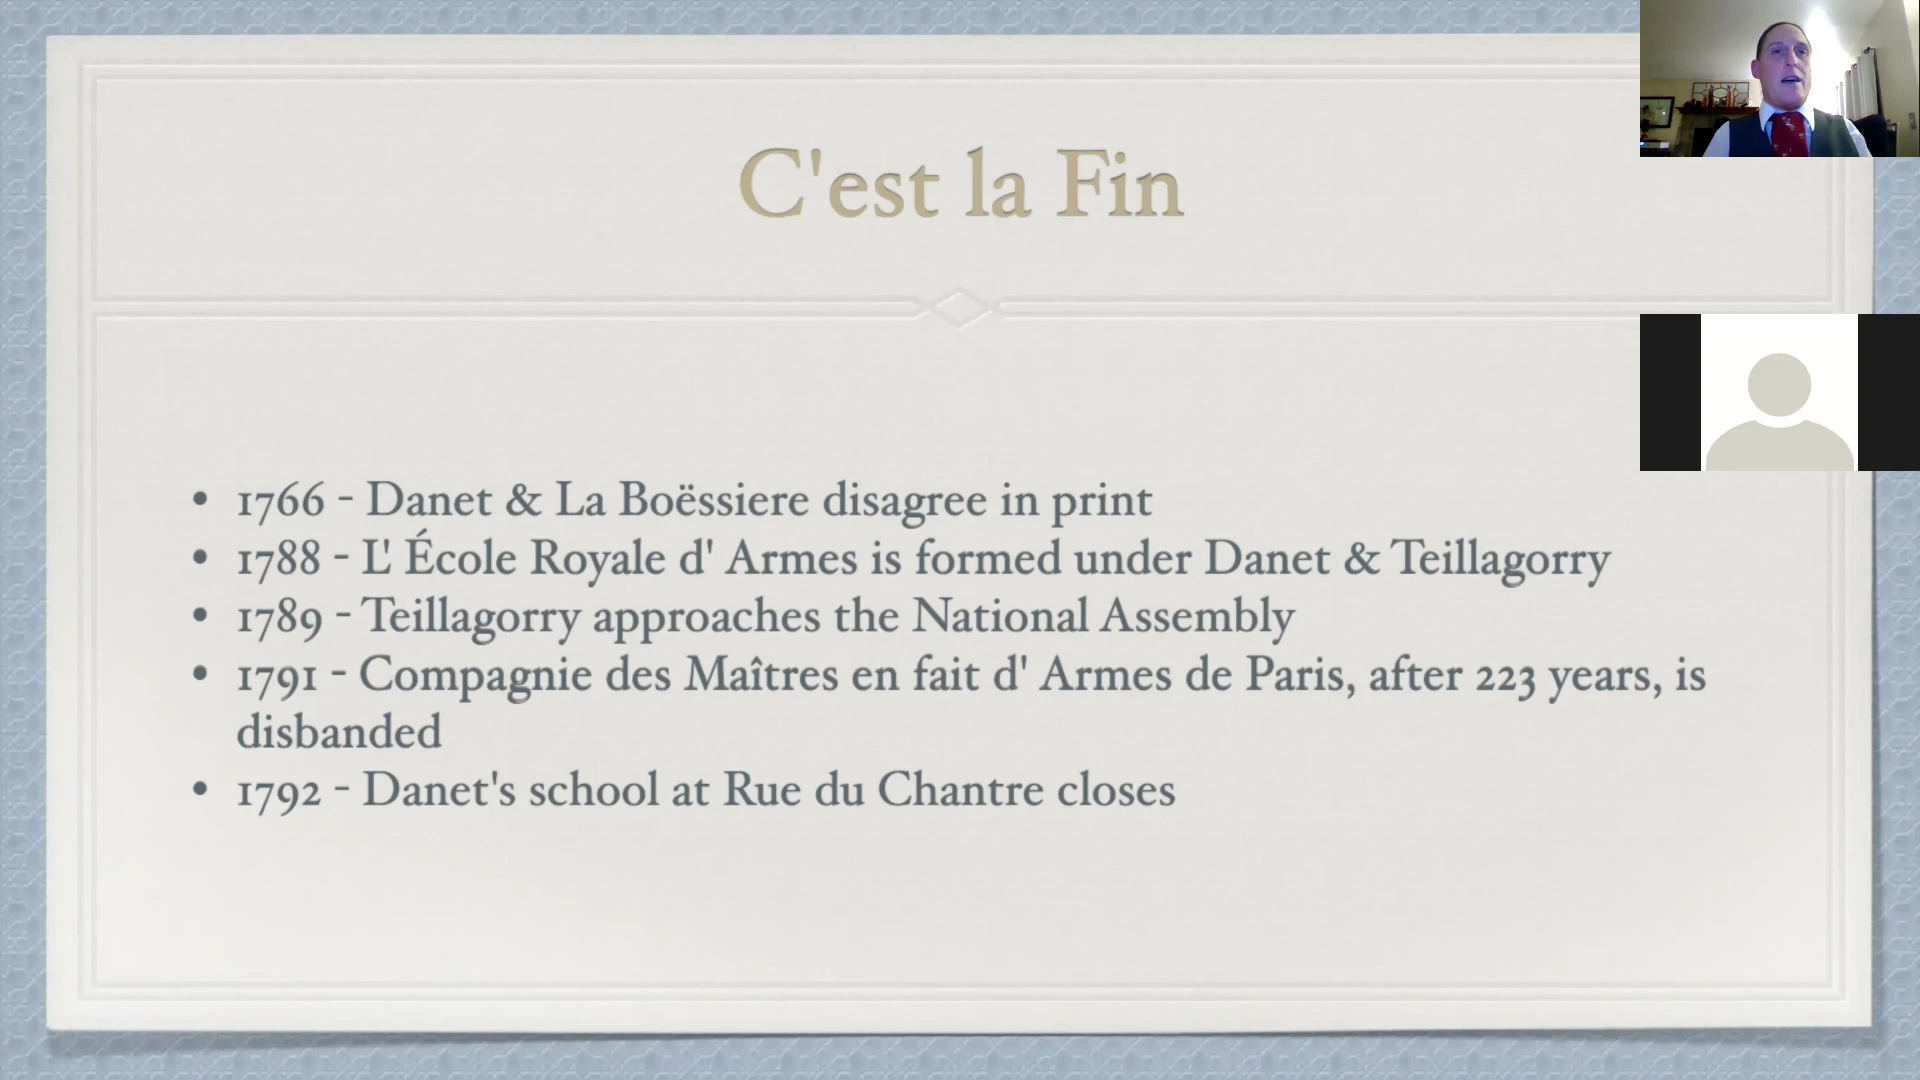 C'est la Fin
• 1766 - Danet & La Boëssiere disagree in print
• 1788 - L' École Royale d' Armes is formed under Danet & Teillagorry
• 1789 - Teillagorry approaches the National Assembly
• 1791 - Compagnie des Maîtres en fait d' Armes de Paris, after 223 years, is
disbanded
• 1792 - Danet's school at Rue du Chantre closes